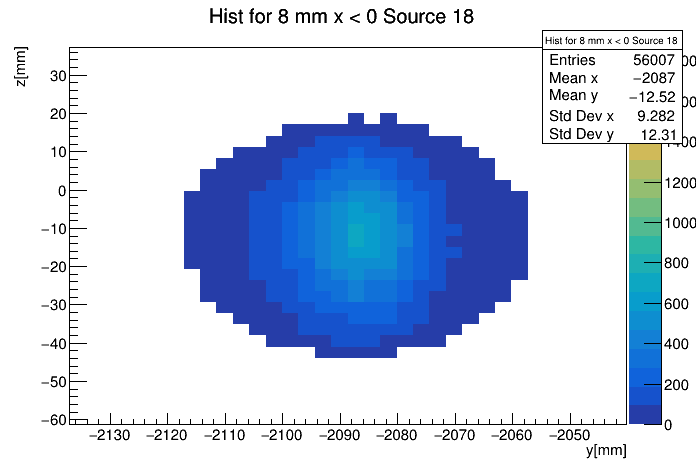 Hist for 8 mm x < 0 Source 18
Hist for 8 mm x < 0 Source 18
Entries 56007
Mean x −2087
Mean y −12.52
Std Dev x 9.282
Std Dev y 12.31
z[mm]
30
20
10
0
−10
−20
−30
−40
−50
−60
1200
1000
800
600
400
200
0
−2130 −2120 −2110 −2100 −2090 −2080 −2070 −2060 −2050
y[mm]